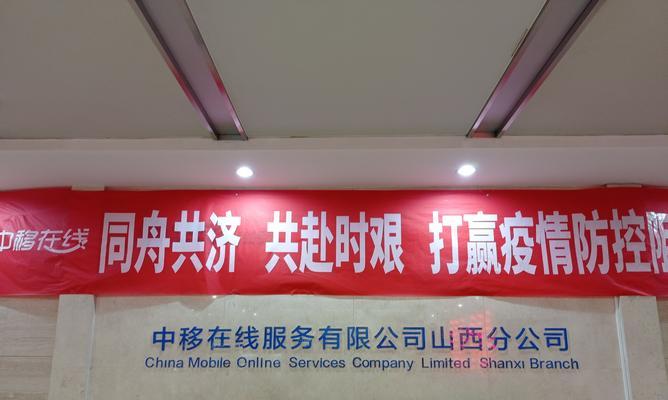 中移在线 同舟共济 共赴时艰 打赢疫情防控阻
中移在线服务有限公司山西分公司
China Mobile Online Services Company Limited Shanxi Branch